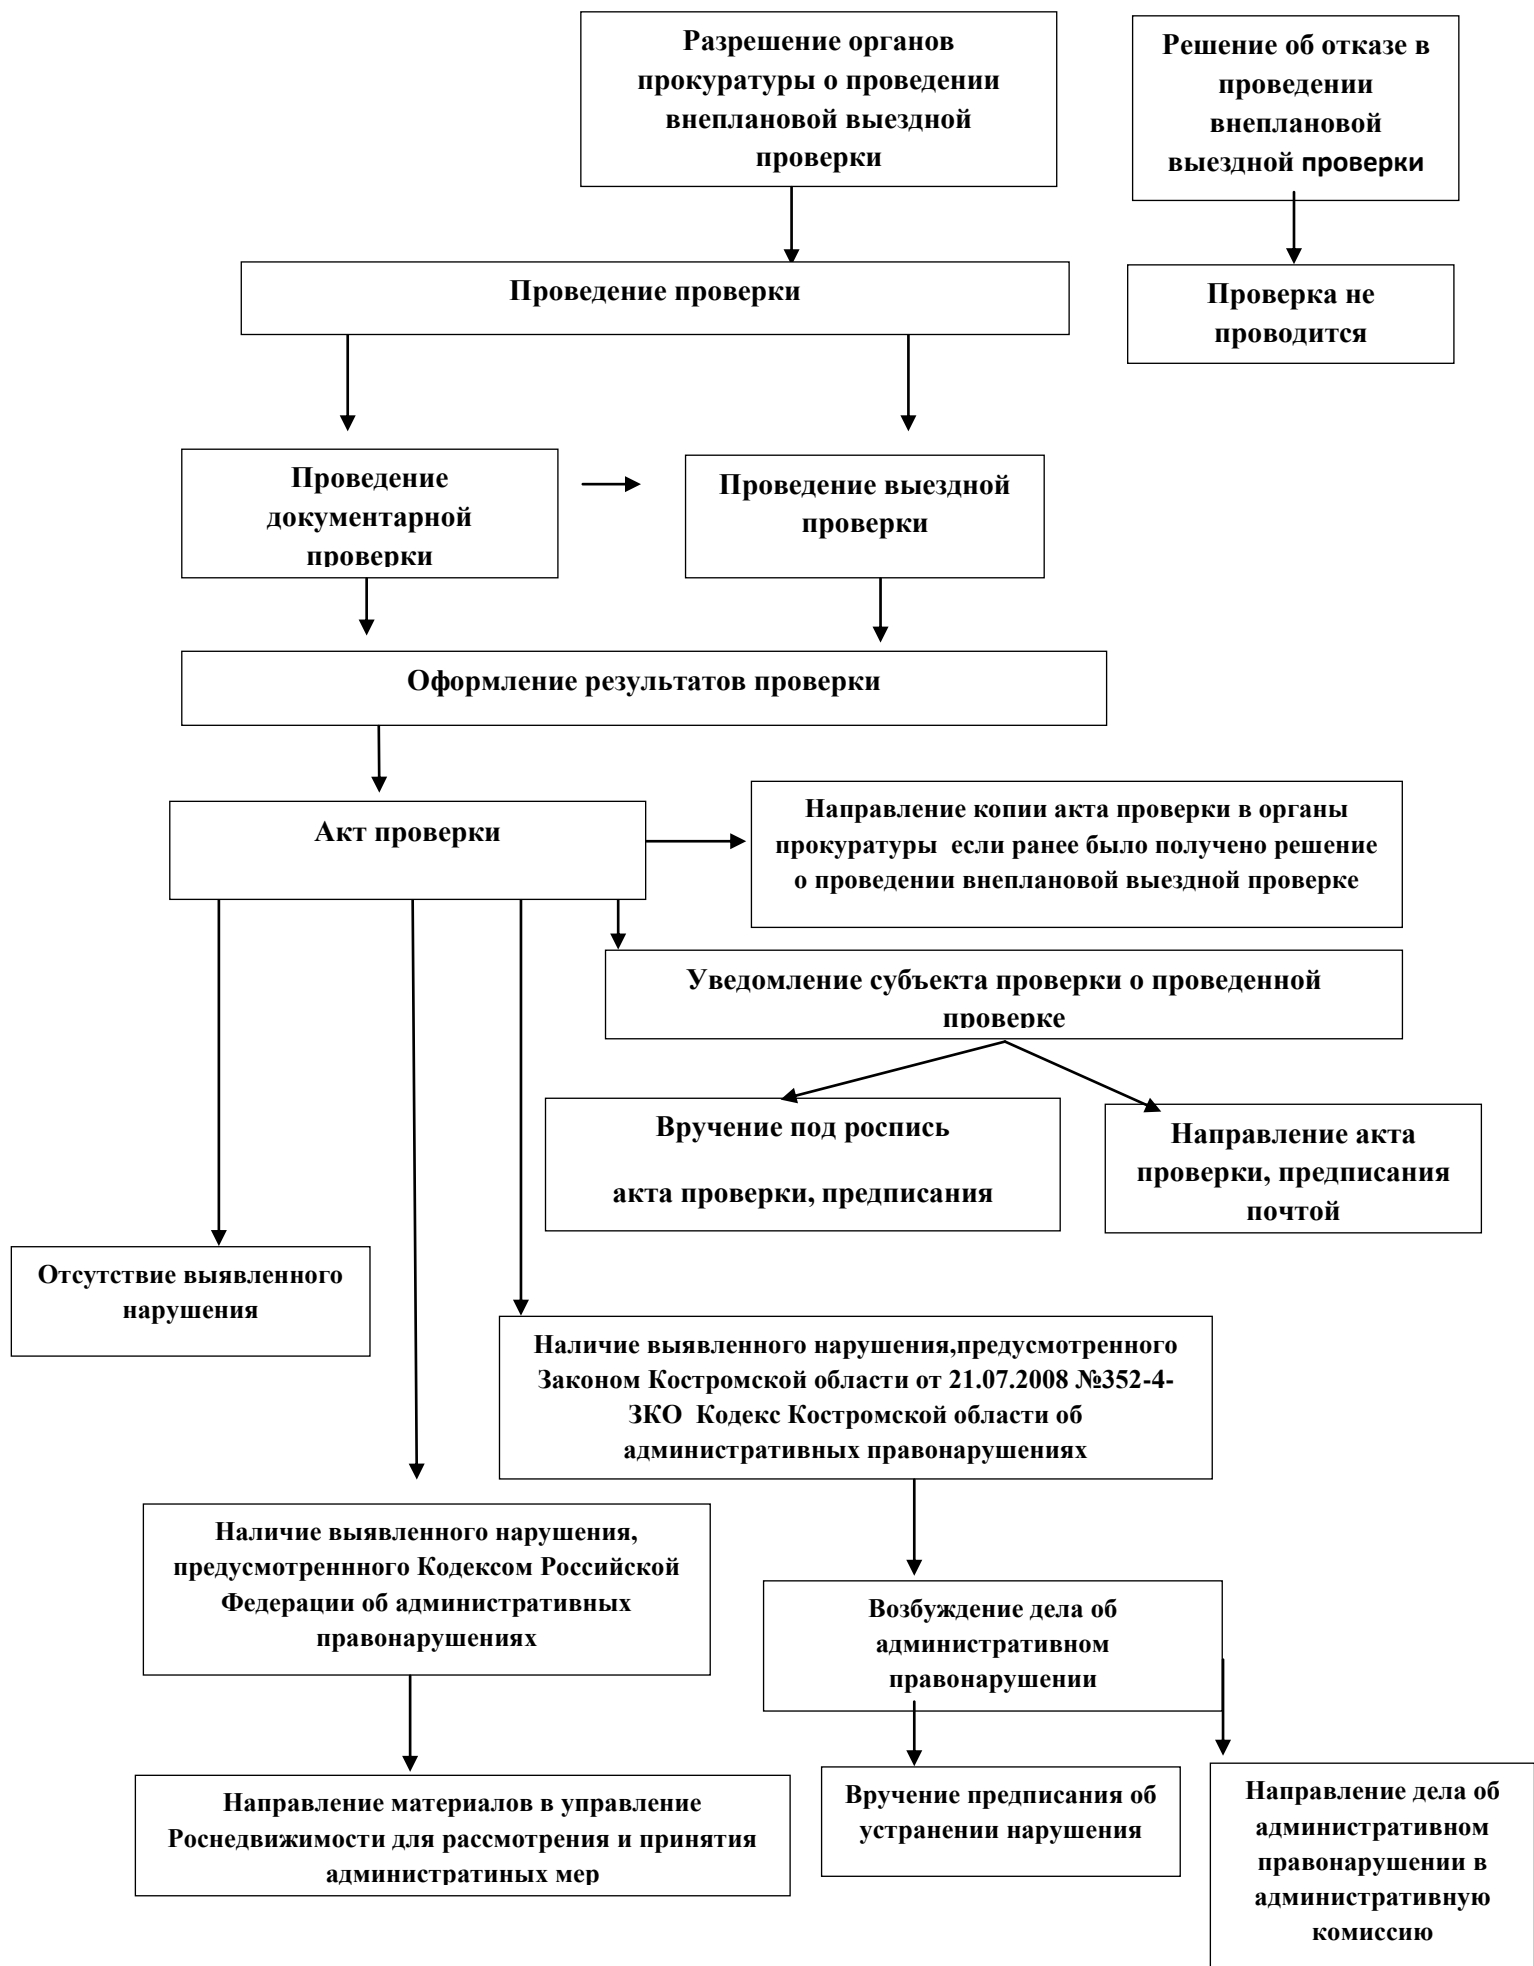 Разрешение органов
прокуратуры о проведении
внеплановой выездной
проверки
Решение об отказе в
проведении
внеплановой
выездной проверки
Проведение проверки
Проверка не
проводится
Проведение
документарной
проверки
Проведение выездной
проверки
Оформление результатов проверки
Акт проверки
Направление копии акта проверки в органы
прокуратуры если ранее было получено решение
о проведении внеплановой выездной проверке
Уведомление субъекта проверки о проведенной
проверке
Вручение под роспись
акта проверки, предписания
Направление акта
проверки, предписания
почтой
Отсутствие выявленного
нарушения
Наличие выявленного нарушения,предусмотренного
Законом Костромской области от 21.07.2008 №352-4-
ЗКО Кодекс Костромской области об
административных правонарушениях
Наличие выявленного нарушения,
предусмотреннного Кодексом Российской
Федерации об административных
правонарушениях
Возбуждение дела об
административном
правонарушении
Направление материалов в управление
Роснедвижимости для рассмотрения и принятия
административных мер
Вручение предписания об
устранении нарушения
Направление дела об
административном
правонарушении в
административную
комиссию